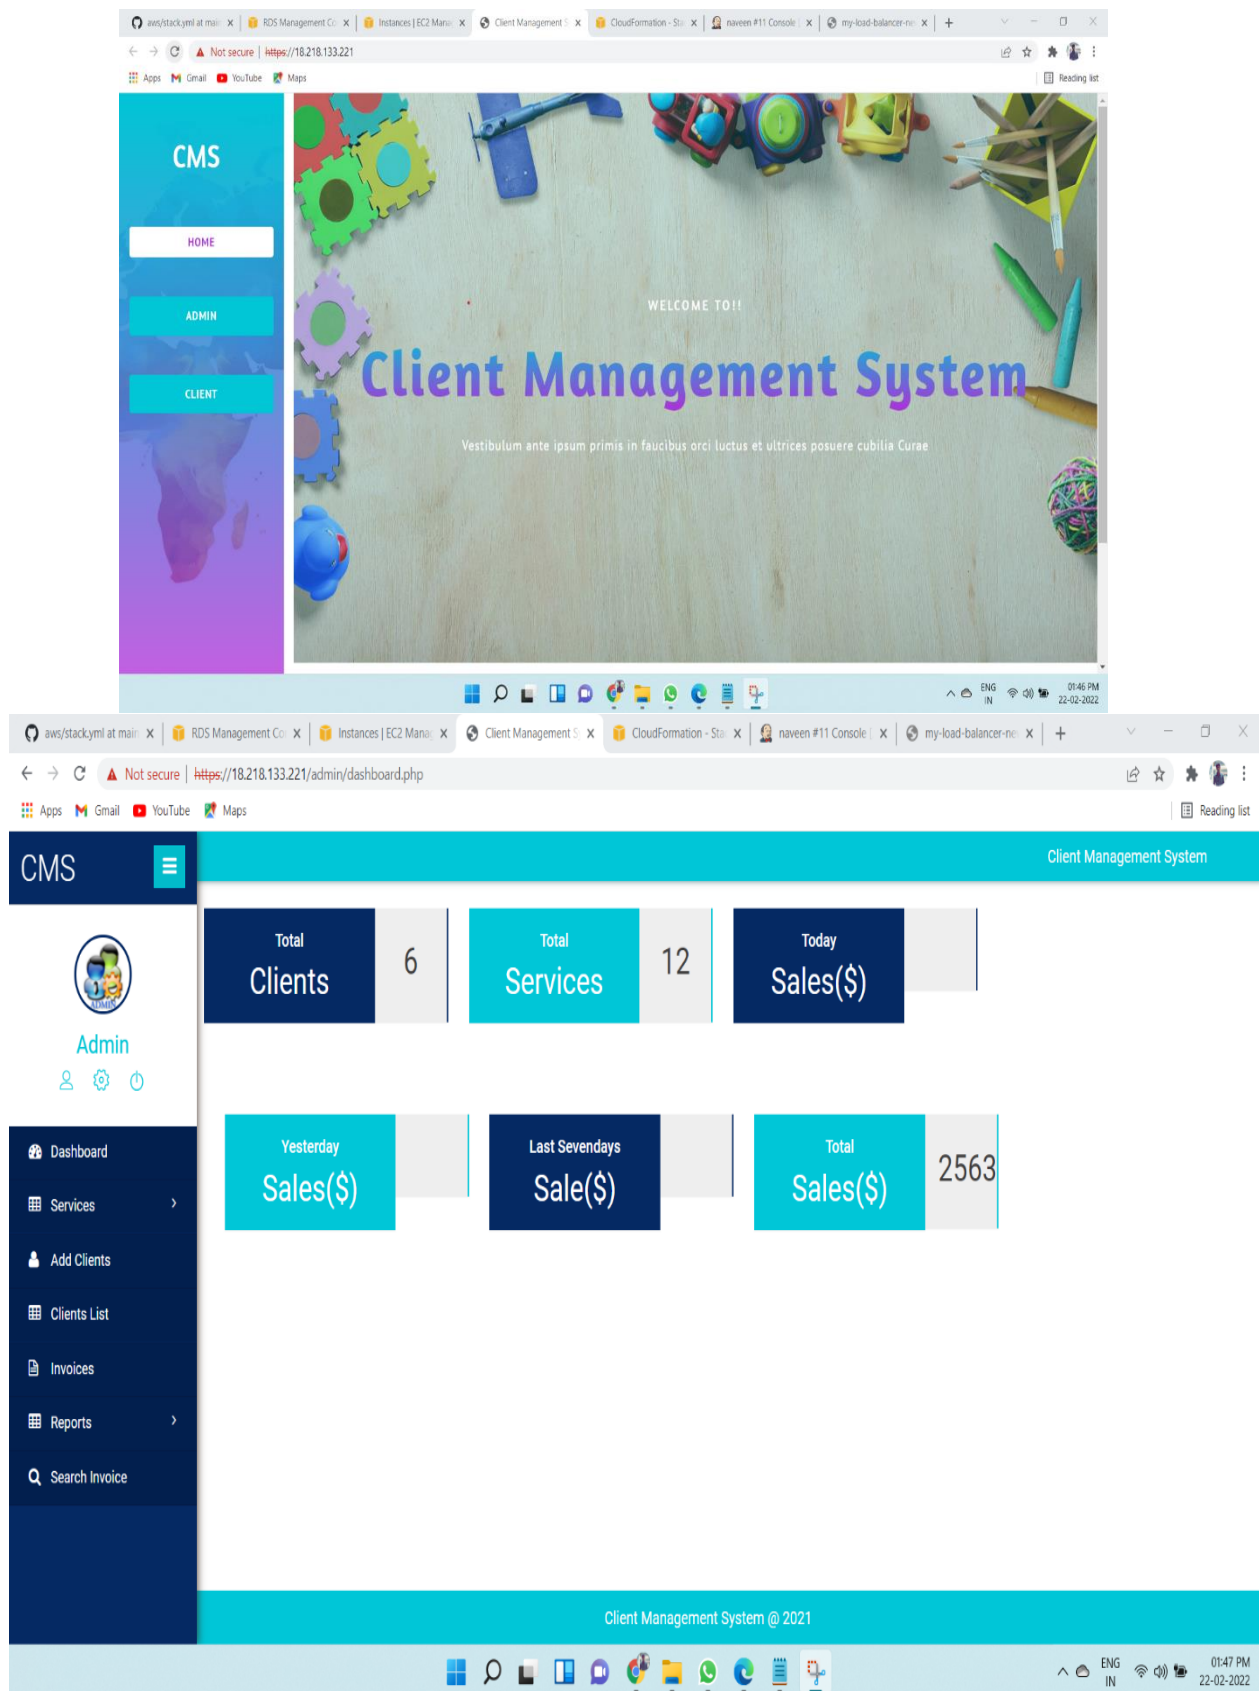 aws/stack.yml at main
RDS Management Co
Instances | EC2 Manag
Client Management S
CloudFormation - Sta
naveen #11 Console [
my-load-balancer-ne
Not secure | https://18.218.133.221
Apps Gmail YouTube Maps
Reading list
CMS
HOME
ADMIN
CLIENT
WELCOME TO!!
Client Management System
Vestibulum ante ipsum primis in faucibus orci luctus et ultrices posuere cubilia Curae
ENG
IN
01:46 PM
22-02-2022
aws/stack.yml at main
RDS Management Co
Instances | EC2 Manag
Client Management S
CloudFormation - Sta
naveen #11 Console [
my-load-balancer-ne
Not secure | https://18.218.133.221/admin/dashboard.php
Apps Gmail YouTube Maps
Reading list
CMS
Client Management System
ADMIN
Admin
Dashboard
Services
Add Clients
Clients List
Invoices
Reports
Search Invoice
Total
Clients
6
Total
Services
12
Today
Sales($)
Yesterday
Sales($)
Last Sevendays
Sale($)
Total
Sales($)
2563
Client Management System @ 2021
ENG
IN
01:47 PM
22-02-2022